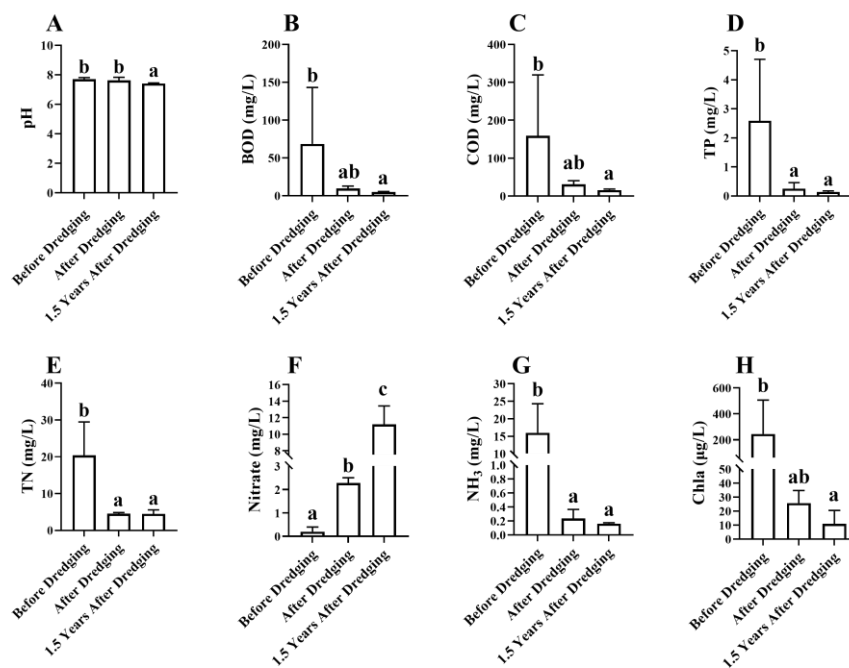 A
pH
10
8
6
4
2
0
b
b
a
Before Dredging
After Dredging
1.5 Years After Dredging
B
BOD (mg/L)
200
150
100
50
0
b
ab
a
Before Dredging
After Dredging
1.5 Years After Dredging
C
COD (mg/L)
400
300
200
100
0
b
ab
a
Before Dredging
After Dredging
1.5 Years After Dredging
D
TP (mg/L)
5
4
3
2
1
0
b
a
a
Before Dredging
After Dredging
1.5 Years After Dredging
E
TN (mg/L)
40
30
20
10
0
b
a
a
Before Dredging
After Dredging
1.5 Years After Dredging
F
Nitrate (mg/L)
16
14
12
10
8
3
2
1
0
a
b
c
Before Dredging
After Dredging
1.5 Years After Dredging
G
NH₃ (mg/L)
30
25
20
15
10
5
1.0
0.8
0.6
0.4
0.2
0.0
b
a
a
Before Dredging
After Dredging
1.5 Years After Dredging
H
Chla (μg/L)
600
400
200
50
40
30
20
10
0
b
ab
a
Before Dredging
After Dredging
1.5 Years After Dredging